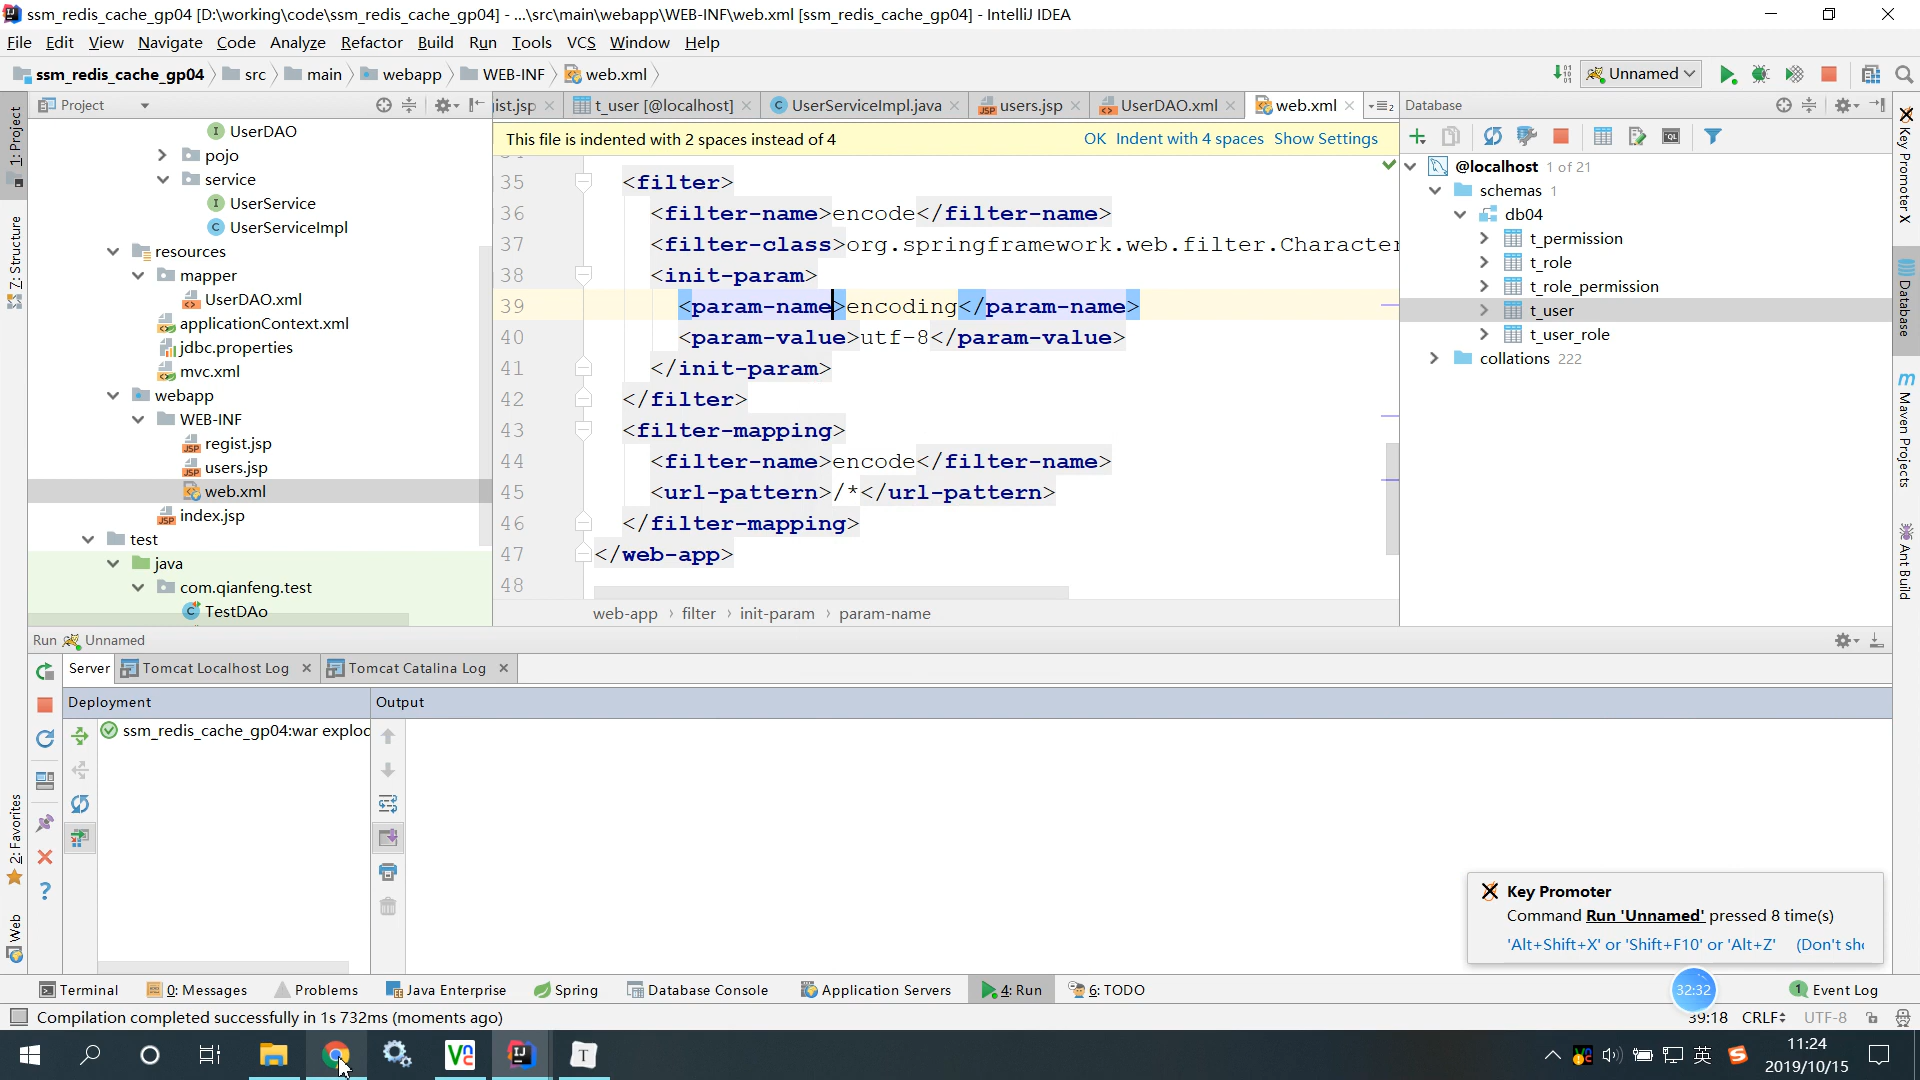 ssm_redis_cache_gp04 [D:\working\code\ssm_redis_cache_gp04] - ...\src\main\webapp\WEB-INF\web.xml [ssm_redis_cache_gp04] - IntelliJ IDEA
File Edit View Navigate Code Analyze Refactor Build Run Tools VCS Window Help
ssm_redis_cache_gp04 src main webapp WEB-INF web.xml
Unnamed
Project
ist.jsp t_user [@localhost] UserServiceImpl.java users.jsp UserDAO.xml web.xml
Database
This file is indented with 2 spaces instead of 4 OK Indent with 4 spaces Show Settings
1: Project
Z: Structure
2: Favorites
Web
UserDAO
pojo
service
UserService
UserServiceImpl
resources
mapper
UserDAO.xml
applicationContext.xml
jdbc.properties
mvc.xml
webapp
WEB-INF
regist.jsp
users.jsp
web.xml
index.jsp
test
java
com.qianfeng.test
TestDAo
35 <filter>
36 <filter-name>encode</filter-name>
37 <filter-class>org.springframework.web.filter.Character
38 <init-param>
39 <param-name>encoding</param-name>
40 <param-value>utf-8</param-value>
41 </init-param>
42 </filter>
43 <filter-mapping>
44 <filter-name>encode</filter-name>
45 <url-pattern>/*</url-pattern>
46 </filter-mapping>
47 </web-app>
48
web-app › filter › init-param › param-name
@localhost 1 of 21
schemas 1
db04
t_permission
t_role
t_role_permission
t_user
t_user_role
collations 222
Key Promoter X
Database
Maven Projects
Ant Build
Run Unnamed
Server Tomcat Localhost Log Tomcat Catalina Log
Deployment Output
ssm_redis_cache_gp04:war explod
Key Promoter
Command Run 'Unnamed' pressed 8 time(s)
'Alt+Shift+X' or 'Shift+F10' or 'Alt+Z' (Don't sho
Terminal 0: Messages Problems Java Enterprise Spring Database Console Application Servers 4: Run 6: TODO
32:32
1 Event Log
Compilation completed successfully in 1s 732ms (moments ago)
39:18 CRLF UTF-8
英
11:24
2019/10/15